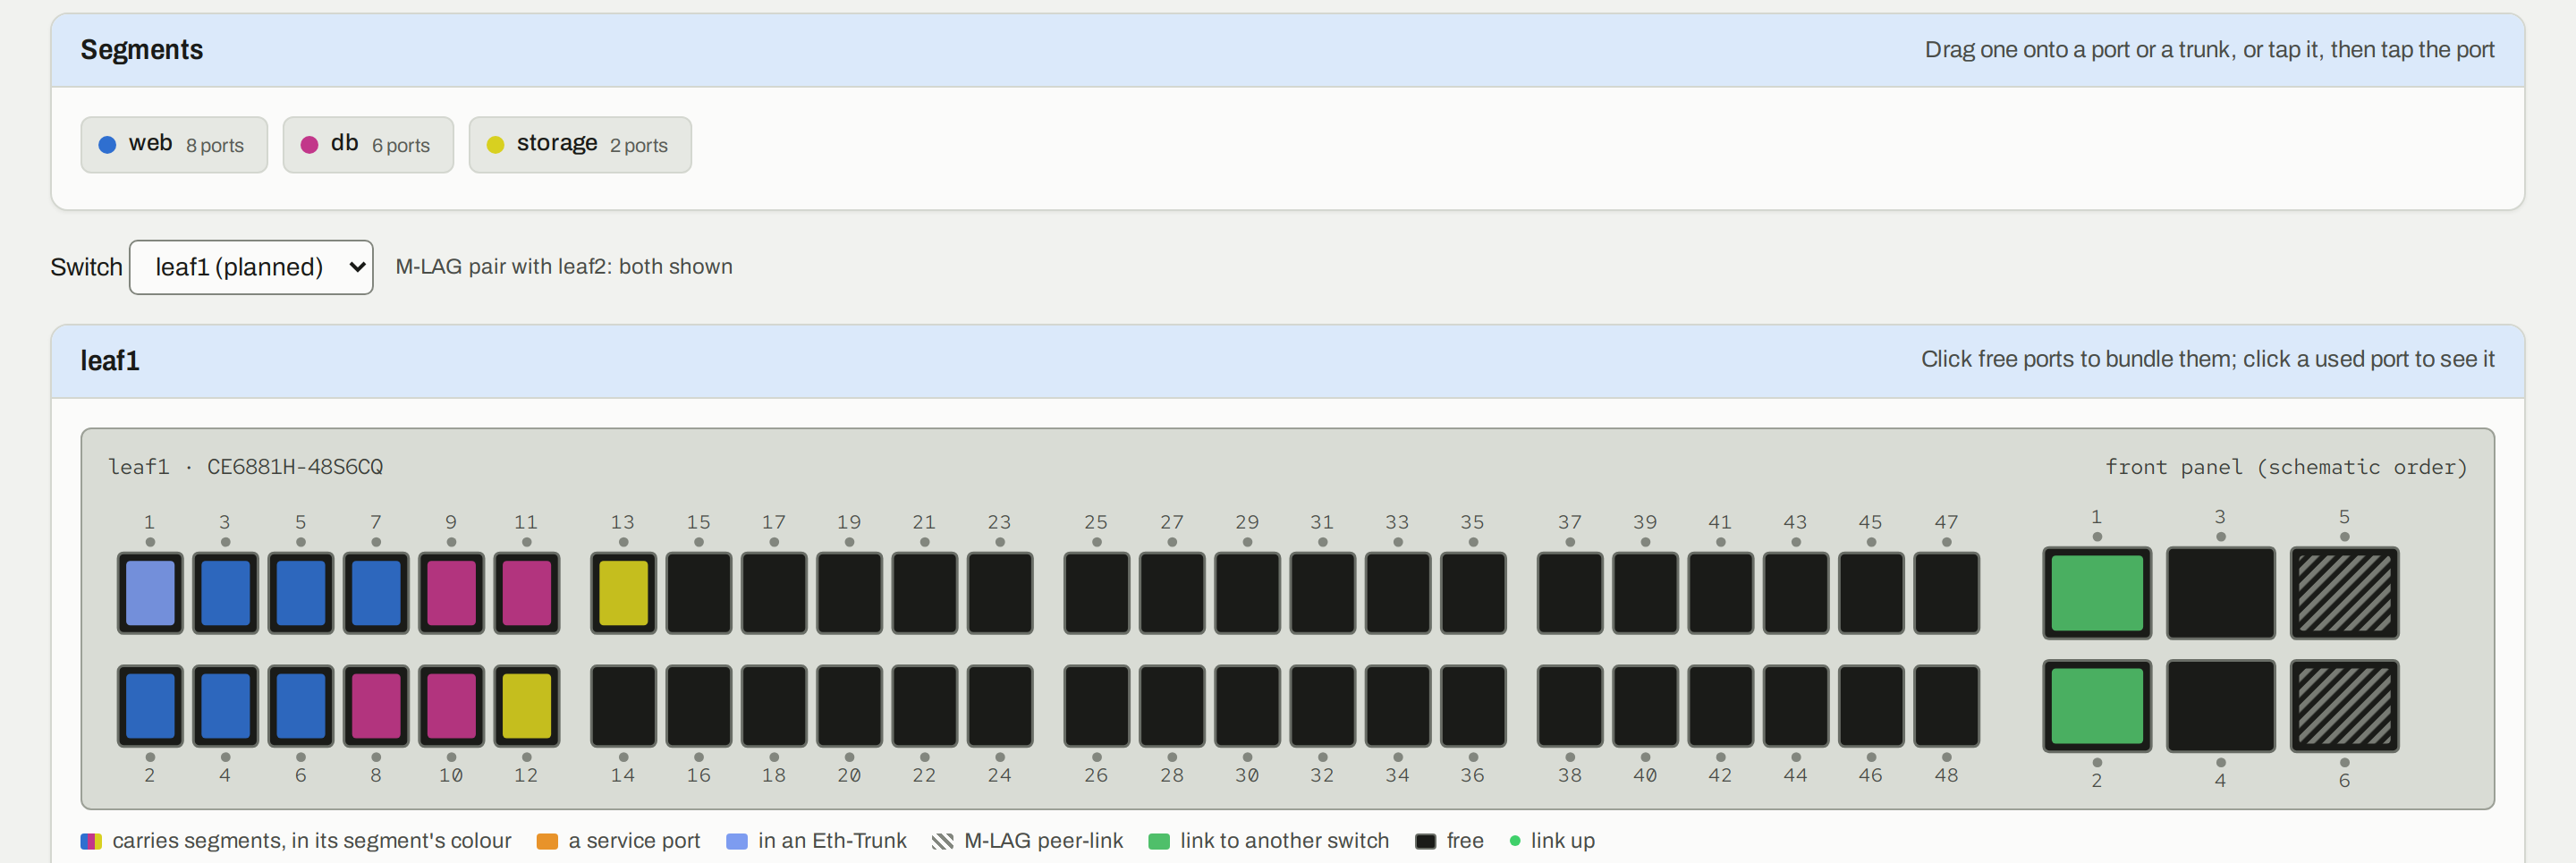 Segments
Drag one onto a port or a trunk, or tap it, then tap the port
web 8 ports
db 6 ports
storage 2 ports
Switch leaf1 (planned) M-LAG pair with leaf2: both shown
leaf1
Click free ports to bundle them; click a used port to see it
leaf1 · CE6881H-48S6CQ
front panel (schematic order)
1 3 5 7 9 11 13 15 17 19 21 23 25 27 29 31 33 35 37 39 41 43 45 47 1 3 5
2 4 6 8 10 12 14 16 18 20 22 24 26 28 30 32 34 36 38 40 42 44 46 48 2 4 6
carries segments, in its segment's colour a service port in an Eth-Trunk M-LAG peer-link link to another switch free link up